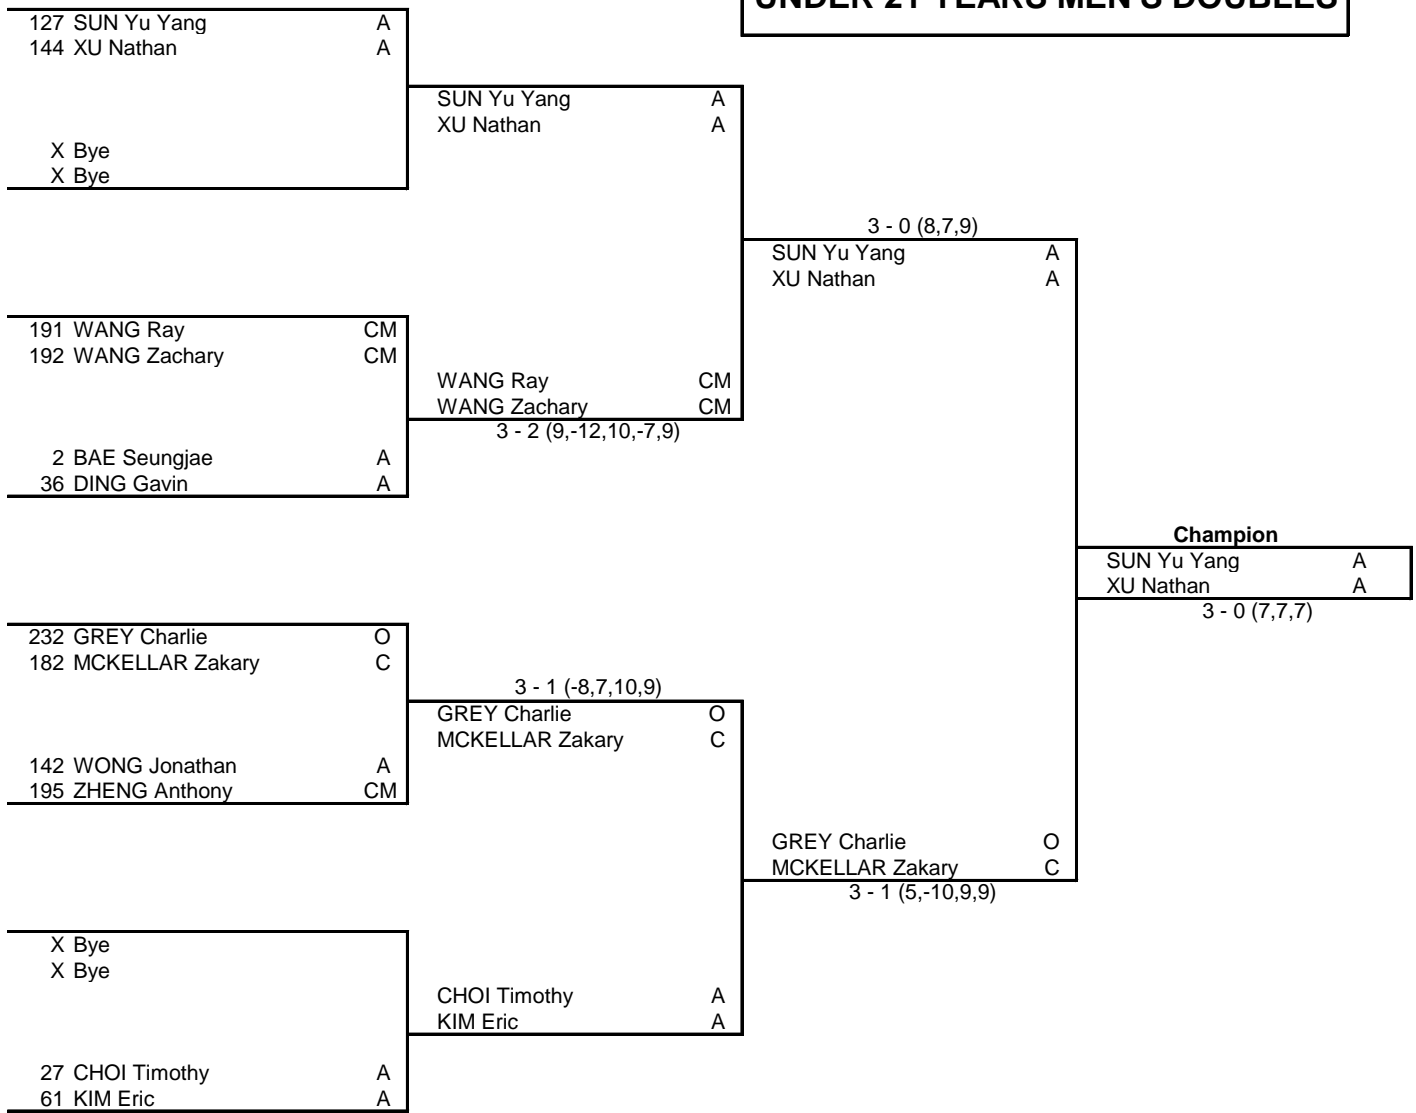 UNDER 21 YEARS MEN'S DOUBLES
127 SUN Yu Yang A
144 XU Nathan A
SUN Yu Yang A
XU Nathan A
X Bye
X Bye
3 - 0 (8,7,9)
SUN Yu Yang A
XU Nathan A
191 WANG Ray CM
192 WANG Zachary CM
WANG Ray CM
WANG Zachary CM
3 - 2 (9,-12,10,-7,9)
2 BAE Seungjae A
36 DING Gavin A
Champion
SUN Yu Yang A
XU Nathan A
3 - 0 (7,7,7)
232 GREY Charlie O
182 MCKELLAR Zakary C
3 - 1 (-8,7,10,9)
GREY Charlie O
MCKELLAR Zakary C
142 WONG Jonathan A
195 ZHENG Anthony CM
GREY Charlie O
MCKELLAR Zakary C
3 - 1 (5,-10,9,9)
X Bye
X Bye
CHOI Timothy A
KIM Eric A
27 CHOI Timothy A
61 KIM Eric A